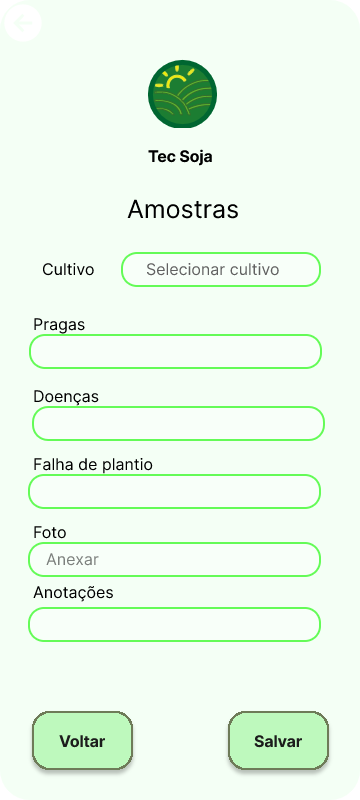 Tec Soja
Amostras
Cultivo Selecionar cultivo
Pragas
Doenças
Falha de plantio
Foto
Anexar
Anotações
Voltar Salvar